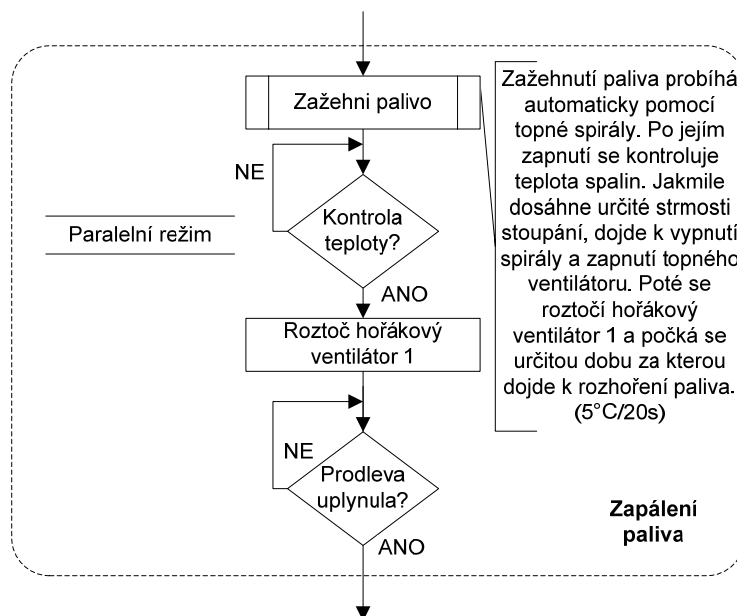 Zažehni palivo
NE
Kontrola
teploty?
Paralelní režim
ANO
Roztoč hořákový
ventilátor 1
NE
Prodleva
uplynula?
ANO
Zažehnutí paliva probíhá
automaticky pomocí
topné spirály. Po jejím
zapnutí se kontroluje
teplota spalin. Jakmile
dosáhne určité strmosti
stoupání, dojde k vypnutí
spirály a zapnutí topného
ventilátoru. Poté se
roztočí hořákový
ventilátor 1 a počká se
určitou dobu za kterou
dojde k rozhoření paliva.
(5°C/20s)
Zapálení
paliva